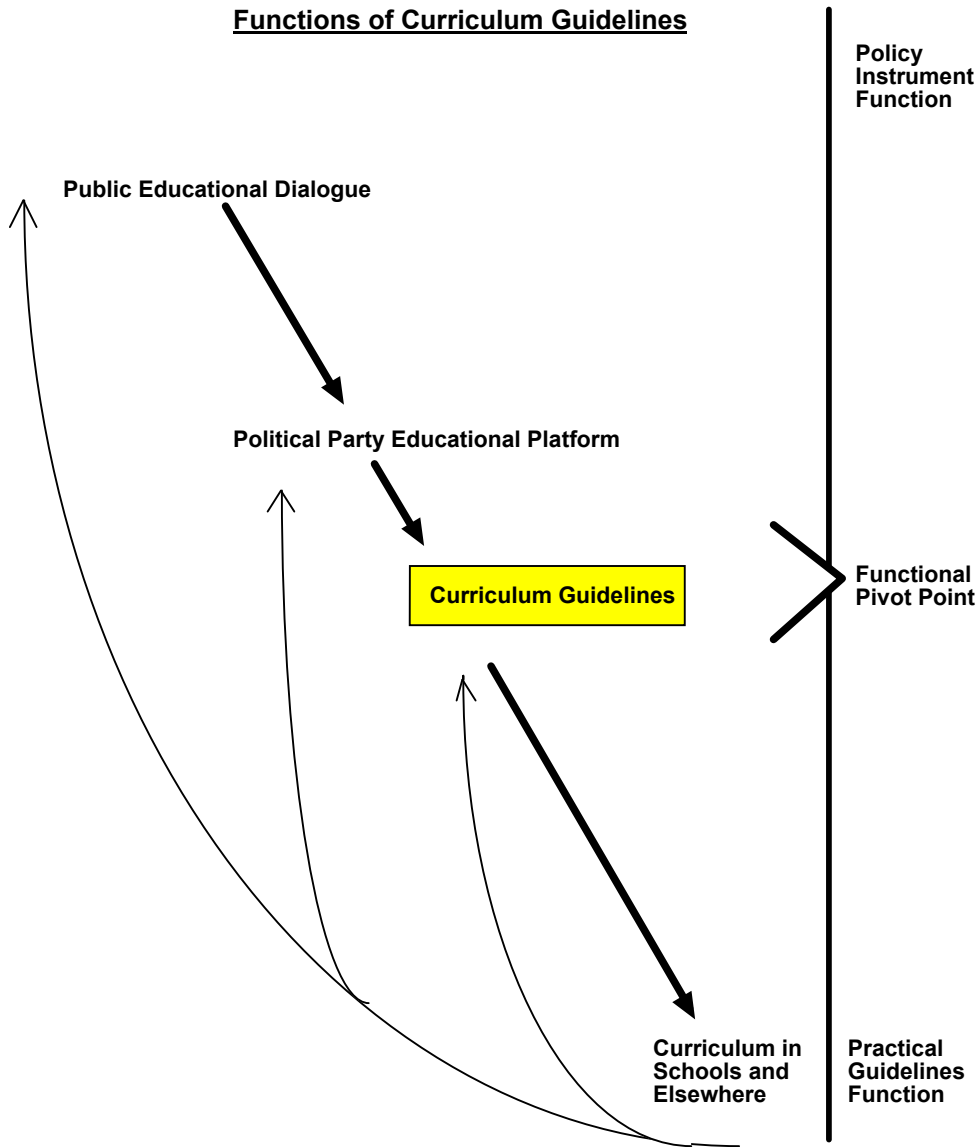 Functions of Curriculum Guidelines
Policy
Instrument
Function
Public Educational Dialogue
Political Party Educational Platform
Curriculum Guidelines
Functional
Pivot Point
Curriculum in
Schools and
Elsewhere
Practical
Guidelines
Function